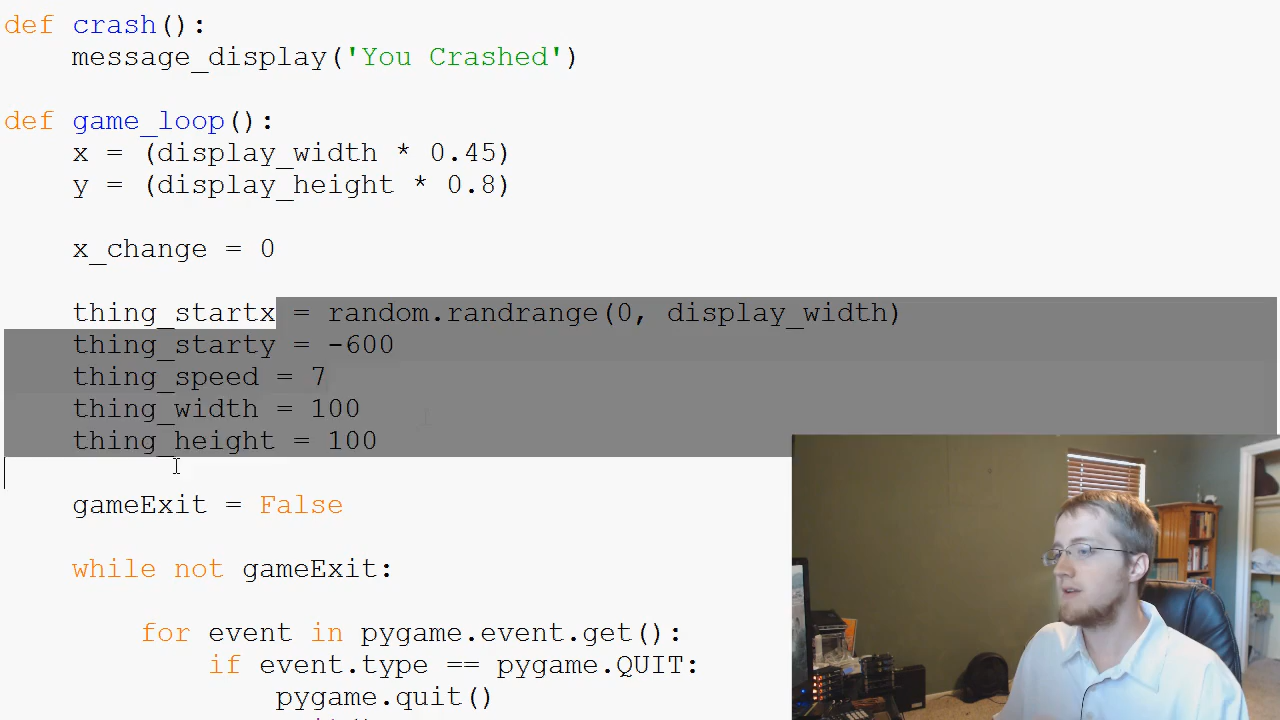 def crash():
message_display('You Crashed')
def game_loop():
x = (display_width * 0.45)
y = (display_height * 0.8)
x_change = 0
thing_startx = random.randrange(0, display_width)
thing_starty = -600
thing_speed = 7
thing_width = 100
thing_height = 100
gameExit = False
while not gameExit:
for event in pygame.event.get():
if event.type == pygame.QUIT:
pygame.quit()